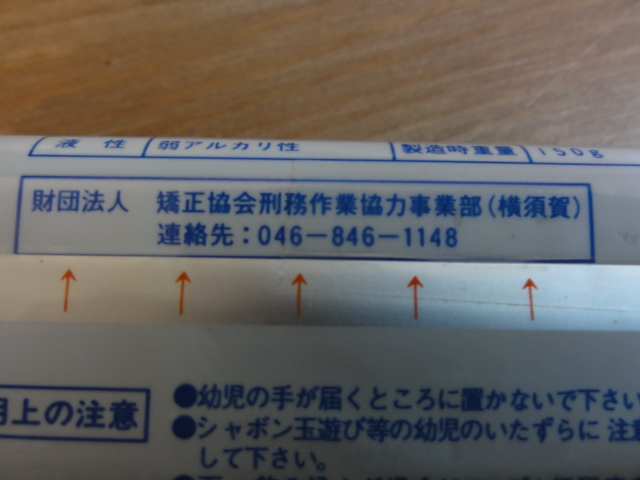 液 性 弱アルカリ性 製造時重量 150g
財団法人 矯正協会刑務作業協力事業部(横須賀)
連絡先:046-846-1148
用上の注意
●幼児の手が届くところに置かないで下さい
●シャボン玉遊び等の幼児のいたずらに注意
して下さい。